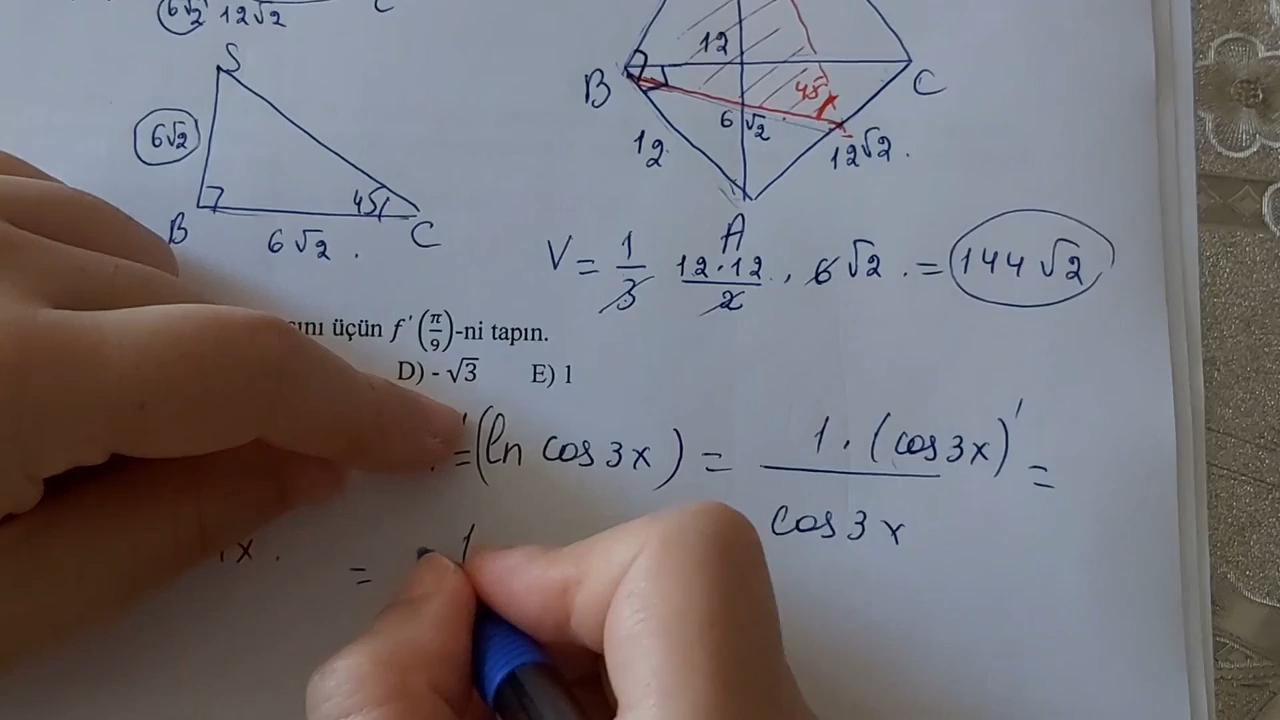 6√2 12√2 C
S
6√2
45
B
6√2 .
C
12
B
C
45
x
6√2
12
12√2 .
A
V = 1/3 12·12/2 · 6√2 . = 144√2
üçün f'(π/9)-ni tapın.
D) - √3 E) 1
=(ln cos 3x)' = 1·(cos 3x)'/cos 3x =
x .
= 1